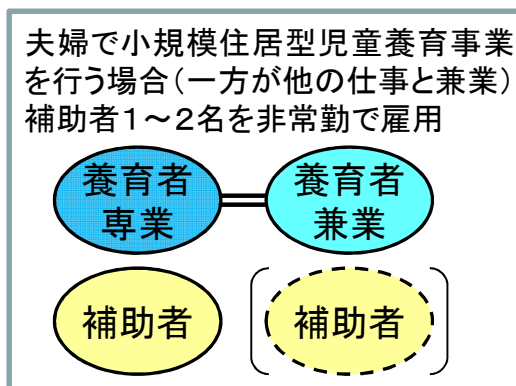 夫婦で小規模住居型児童養育事業
を行う場合（一方が他の仕事と兼業）
補助者１～２名を非常勤で雇用
養育者
専業
養育者
兼業
補助者
補助者